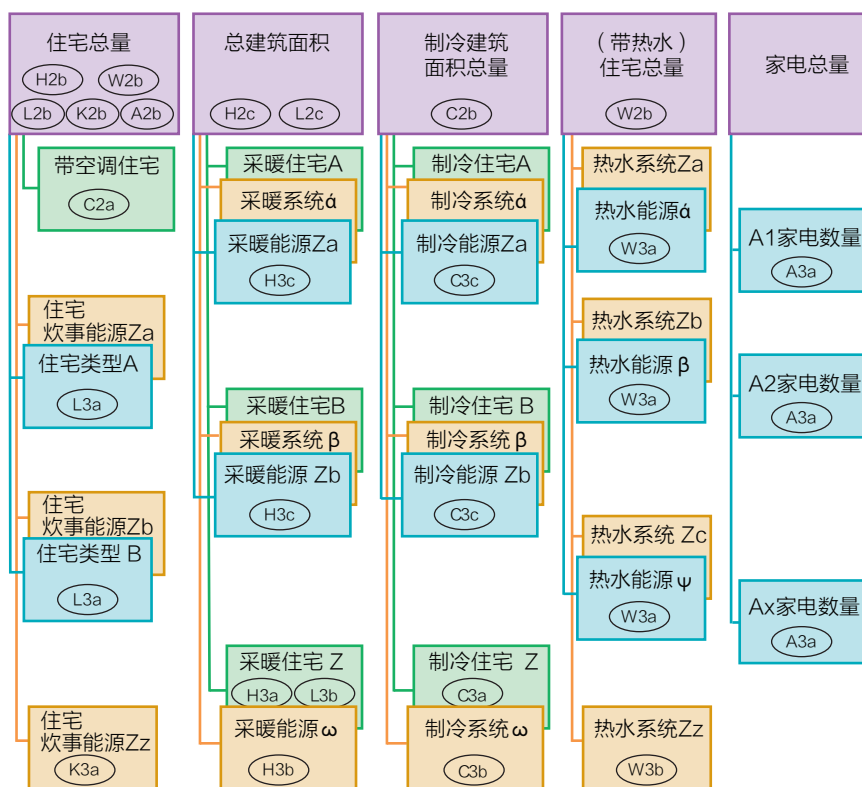 住宅总量
H2b
W2b
L2b
K2b
A2b
带空调住宅
C2a
住宅
炊事能源Za
住宅类型A
L3a
住宅
炊事能源Zb
住宅类型 B
L3a
住宅
炊事能源Zz
K3a
总建筑面积
H2c
L2c
采暖住宅A
采暖系统ά
采暖能源Za
H3c
采暖住宅B
采暖系统 β
采暖能源 Zb
H3c
采暖住宅 Z
H3a
L3b
采暖能源 ω
H3b
制冷建筑
面积总量
C2b
制冷住宅A
制冷系统ά
制冷能源Za
C3c
制冷住宅 B
制冷系统 β
制冷能源 Zb
C3c
制冷住宅 Z
C3a
制冷系统 ω
C3b
（带热水）
住宅总量
W2b
热水系统Za
热水能源ά
W3a
热水系统Zb
热水能源 β
W3a
热水系统 Zc
热水能源 ψ
W3a
热水系统Zz
W3b
家电总量
A1家电数量
A3a
A2家电数量
A3a
Ax家电数量
A3a